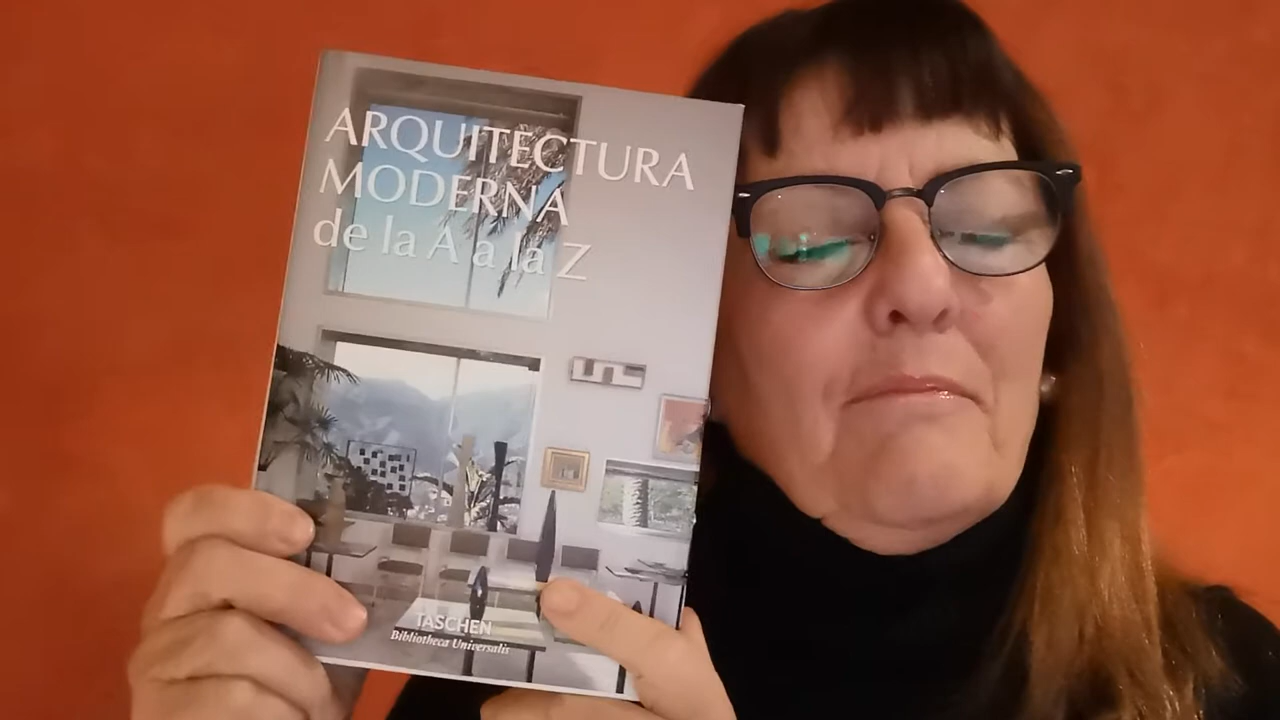 ARQUITECTURA
MODERNA
de la A a la Z
TASCHEN
Bibliotheca Universalis